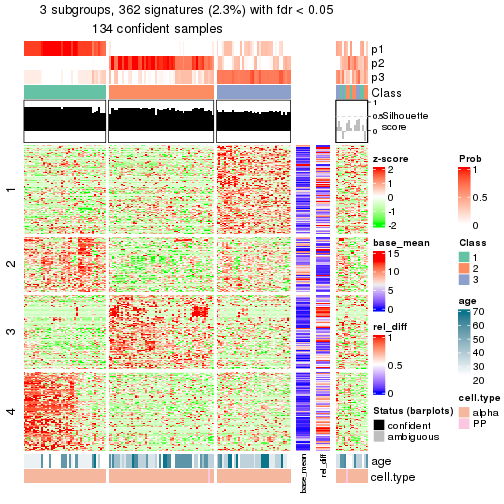 3 subgroups, 362 signatures (2.3%) with fdr < 0.05
134 confident samples
p1
p2
p3
Class
1
0.5
0
Silhouette
score
1
2
3
4
z-score
2
1
0
-1
-2
base_mean
15
10
5
0
rel_diff
1
0.5
0
Status (barplots)
confident
ambiguous
Prob
1
0.5
0
Class
1
2
3
age
70
60
50
40
30
20
cell.type
alpha
PP
age
cell.type
base_mean
rel_diff